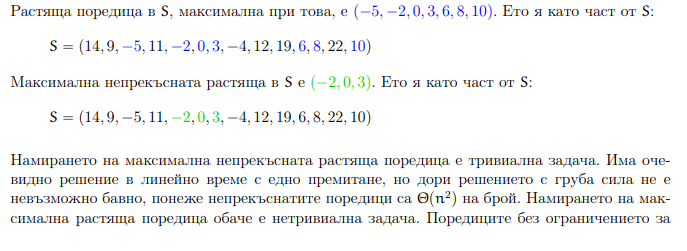 Растяща поредица в S, максимална при това, е (−5, −2, 0, 3, 6, 8, 10). Ето я като част от S:
S = (14, 9, −5, 11, −2, 0, 3, −4, 12, 19, 6, 8, 22, 10)
Максимална непрекъсната растяща в S е (−2, 0, 3). Ето я като част от S:
S = (14, 9, −5, 11, −2, 0, 3, −4, 12, 19, 6, 8, 22, 10)
Намирането на максимална непрекъсната растяща поредица е тривиална задача. Има оче-
видно решение в линейно време с едно премитане, но дори решението с груба сила не е
невъзможно бавно, понеже непрекъснатите поредици са Θ(n²) на брой. Намирането на мак-
симална растяща поредица обаче е нетривиална задача. Поредиците без ограничението за